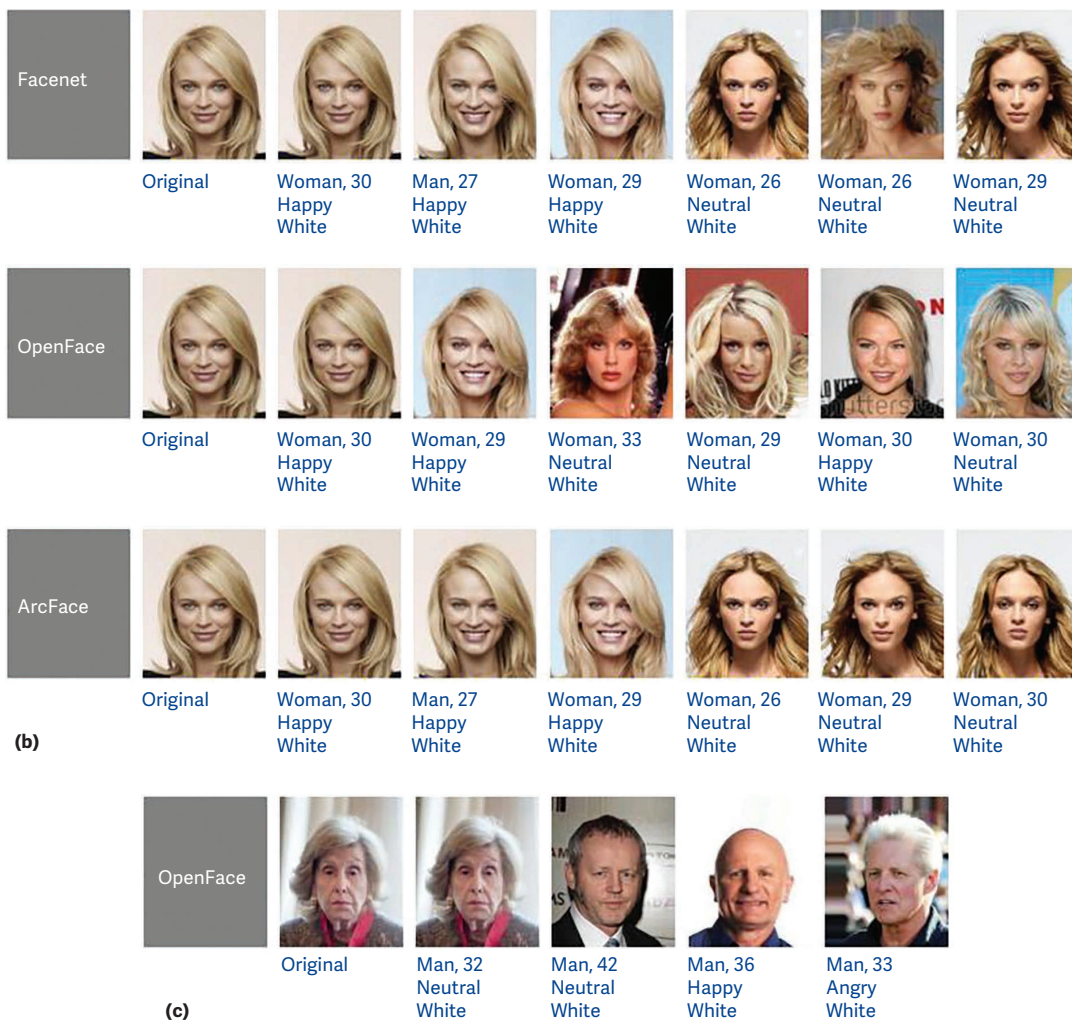 Facenet
Original
Woman, 30
Happy
White
Man, 27
Happy
White
Woman, 29
Happy
White
Woman, 26
Neutral
White
Woman, 26
Neutral
White
Woman, 29
Neutral
White
OpenFace
ON
Original
Woman, 30
Happy
White
Woman, 29
Happy
White
Woman, 33
Neutral
White
Woman, 29
Neutral
White
Woman, 30
Happy
White
Woman, 30
Neutral
White
ArcFace
Original
Woman, 30
Happy
White
Man, 27
Happy
White
Woman, 29
Happy
White
Woman, 26
Neutral
White
Woman, 29
Neutral
White
Woman, 30
Neutral
White
(b)
OpenFace
Original
Man, 32
Neutral
White
Man, 42
Neutral
White
Man, 36
Happy
White
Man, 33
Angry
White
(c)